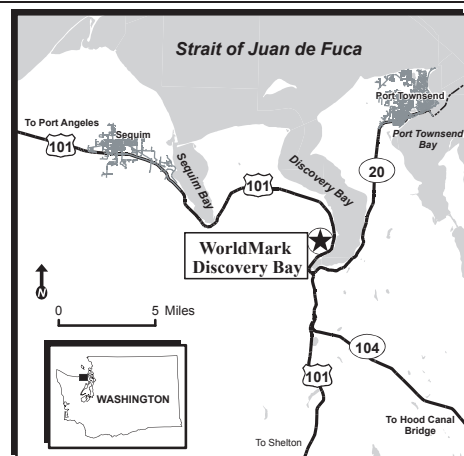 Strait of Juan de Fuca
Port Townsend
To Port Angeles
Sequim
Port Townsend
Bay
101
Sequim Bay
Discovery Bay
101
20
WorldMark
Discovery Bay
N
0 5 Miles
104
101
WASHINGTON
To Hood Canal
Bridge
To Shelton